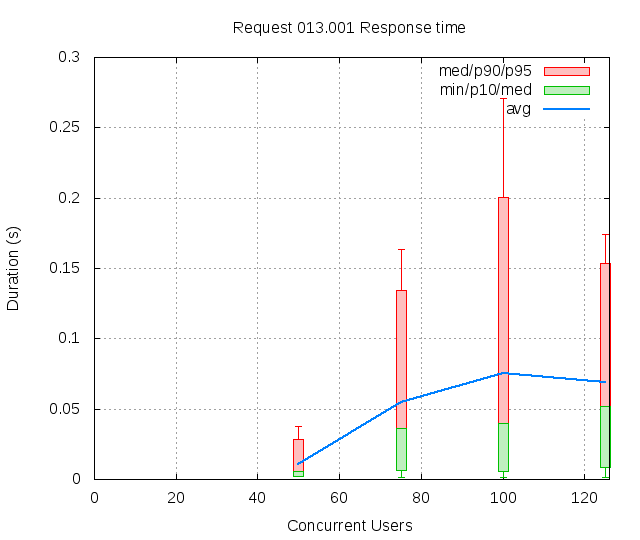 Request 013.001 Response time
Duration (s)
0.3
0.25
0.2
0.15
0.1
0.05
0
med/p90/p95
min/p10/med
avg
0 20 40 60 80 100 120
Concurrent Users